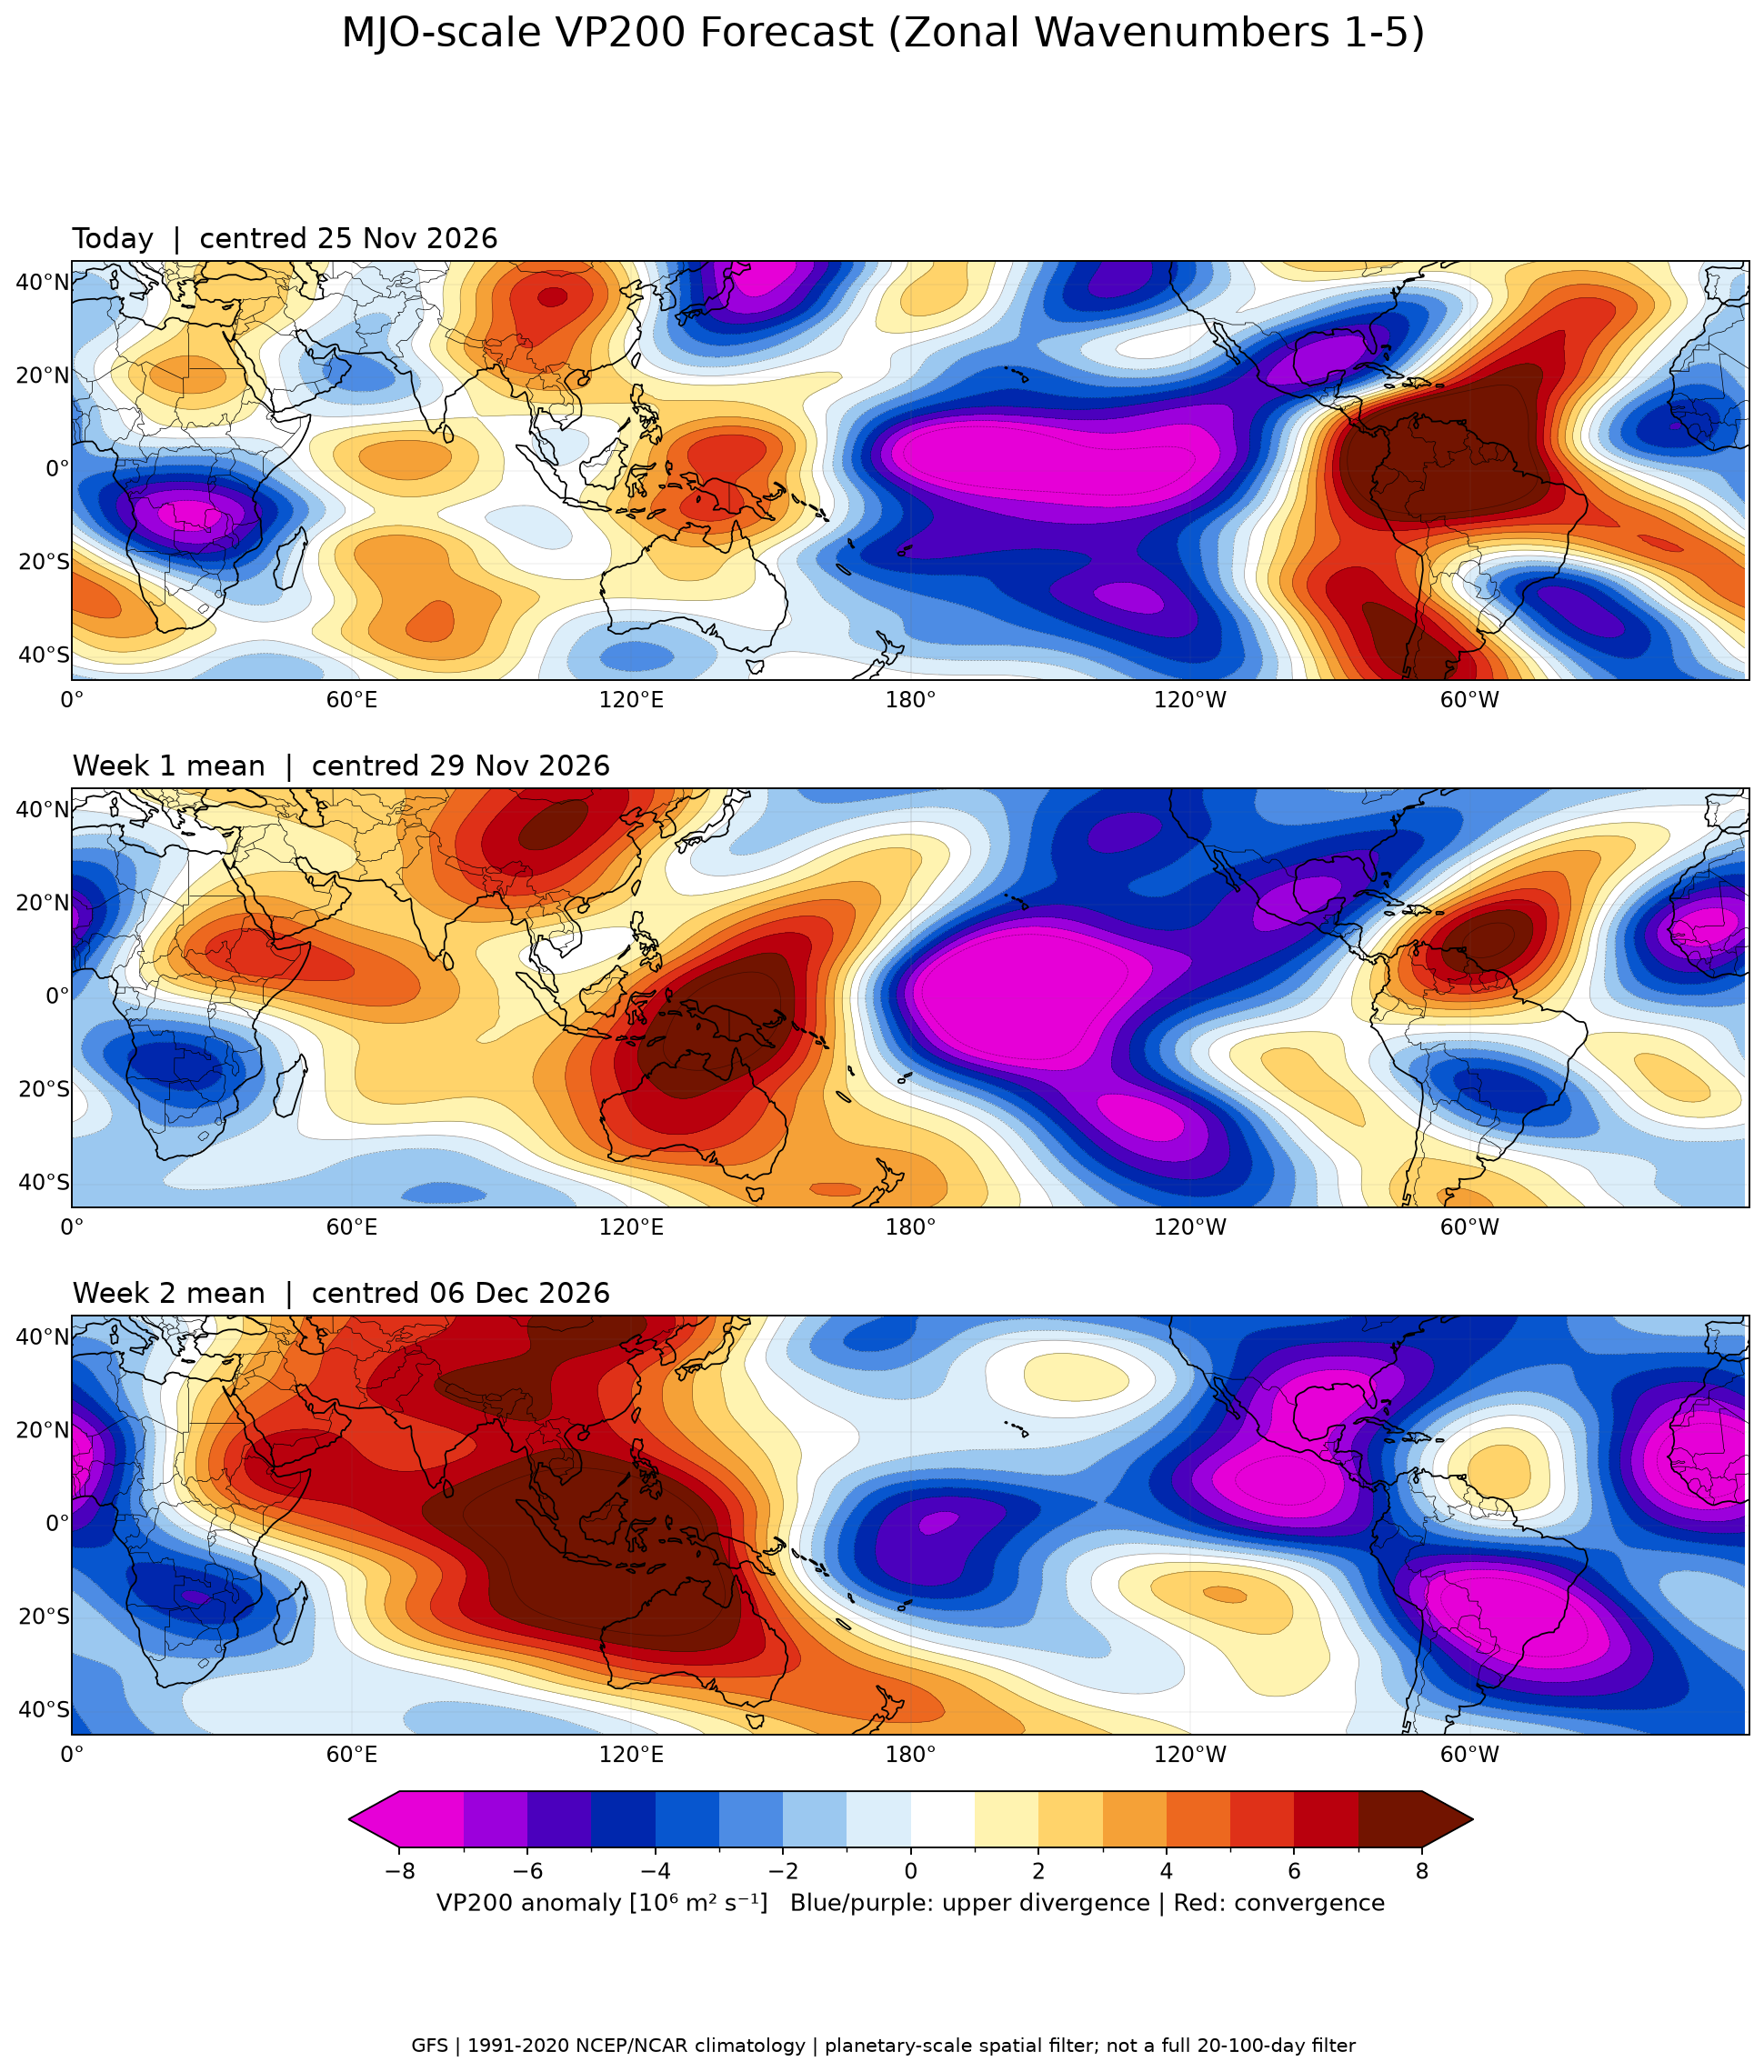 MJO-scale VP200 Forecast (Zonal Wavenumbers 1-5)
Today | centred 25 Nov 2026
40°N
20°N
0°
20°S
40°S
0° 60°E 120°E 180° 120°W 60°W
Week 1 mean | centred 29 Nov 2026
40°N
20°N
0°
20°S
40°S
0° 60°E 120°E 180° 120°W 60°W
Week 2 mean | centred 06 Dec 2026
40°N
20°N
0°
20°S
40°S
0° 60°E 120°E 180° 120°W 60°W
−8 −6 −4 −2 0 2 4 6 8
VP200 anomaly [10⁶ m² s⁻¹] Blue/purple: upper divergence | Red: convergence
GFS | 1991-2020 NCEP/NCAR climatology | planetary-scale spatial filter; not a full 20-100-day filter